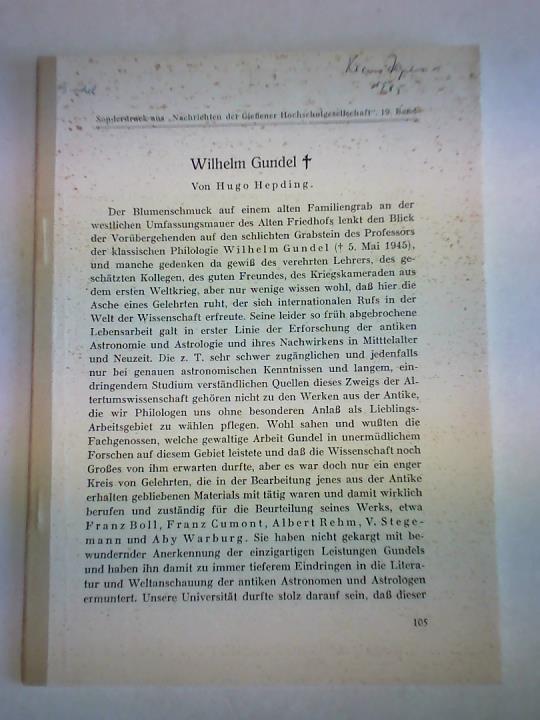 Sonderdruck aus „Nachrichten der Gießener Hochschulgesellschaft", 19. Band
Wilhelm Gundel †
Von Hugo Hepding.
Der Blumenschmuck auf einem alten Familiengrab an der
westlichen Umfassungsmauer des Alten Friedhofs lenkt den Blick
der Vorübergehenden auf den schlichten Grabstein des Professors
der klassischen Philologie Wilhelm Gundel († 5. Mai 1945),
und manche gedenken da gewiß des verehrten Lehrers, des ge-
schätzten Kollegen, des guten Freundes, des Kriegskameraden aus
dem ersten Weltkrieg, aber nur wenige wissen wohl, daß hier die
Asche eines Gelehrten ruht, der sich internationalen Rufs in der
Welt der Wissenschaft erfreute. Seine leider so früh abgebrochene
Lebensarbeit galt in erster Linie der Erforschung der antiken
Astronomie und Astrologie und ihres Nachwirkens in Mitttelalter
und Neuzeit. Die z. T. sehr schwer zugänglichen und jedenfalls
nur bei genauen astronomischen Kenntnissen und langem, ein-
dringendem Studium verständlichen Quellen dieses Zweigs der Al-
tertumswissenschaft gehören nicht zu den Werken aus der Antike,
die wir Philologen uns ohne besonderen Anlaß als Lieblings-
Arbeitsgebiet zu wählen pflegen. Wohl sahen und wußten die
Fachgenossen, welche gewaltige Arbeit Gundel in unermüdlichem
Forschen auf diesem Gebiet leistete und daß die Wissenschaft noch
Großes von ihm erwarten durfte, aber es war doch nur ein enger
Kreis von Gelehrten, die in der Bearbeitung jenes aus der Antike
erhalten gebliebenen Materials mit tätig waren und damit wirklich
berufen und zuständig für die Beurteilung seines Werks, etwa
Franz Boll, Franz Cumont, Albert Rehm, V. Stege-
mann und Aby Warburg. Sie haben nicht gekargt mit be-
wundernder Anerkennung der einzigartigen Leistungen Gundels
und haben ihn damit zu immer tieferem Eindringen in die Litera-
tur und Weltanschauung der antiken Astronomen und Astrologen
ermuntert. Unsere Universität durfte stolz darauf sein, daß dieser
105